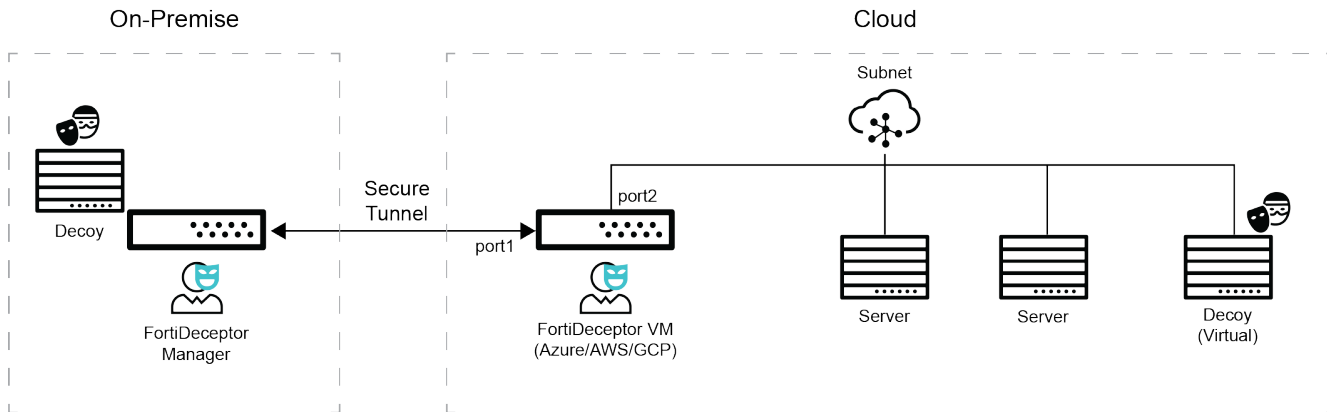 On-Premise
Cloud
Subnet
Secure
Tunnel
port2
port1
Decoy
FortiDeceptor
Manager
FortiDeceptor VM
(Azure/AWS/GCP)
Server
Server
Decoy
(Virtual)